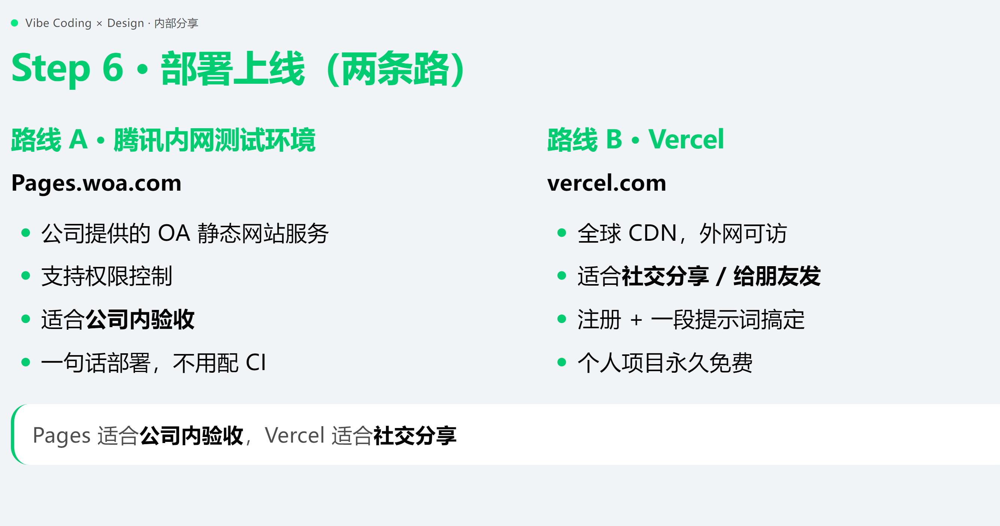 Vibe Coding × Design · 内部分享
Step 6 · 部署上线（两条路）
路线 A · 腾讯内网测试环境
Pages.woa.com
公司提供的 OA 静态网站服务
支持权限控制
适合公司内验收
一句话部署，不用配 CI
路线 B · Vercel
vercel.com
全球 CDN，外网可访
适合社交分享 / 给朋友发
注册 + 一段提示词搞定
个人项目永久免费
Pages 适合公司内验收，Vercel 适合社交分享